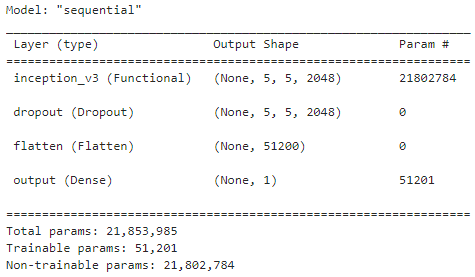 Model: "sequential"
Layer (type) Output Shape Param #
inception_v3 (Functional) (None, 5, 5, 2048) 21802784
dropout (Dropout) (None, 5, 5, 2048) 0
flatten (Flatten) (None, 51200) 0
output (Dense) (None, 1) 51201
Total params: 21,853,985
Trainable params: 51,201
Non-trainable params: 21,802,784